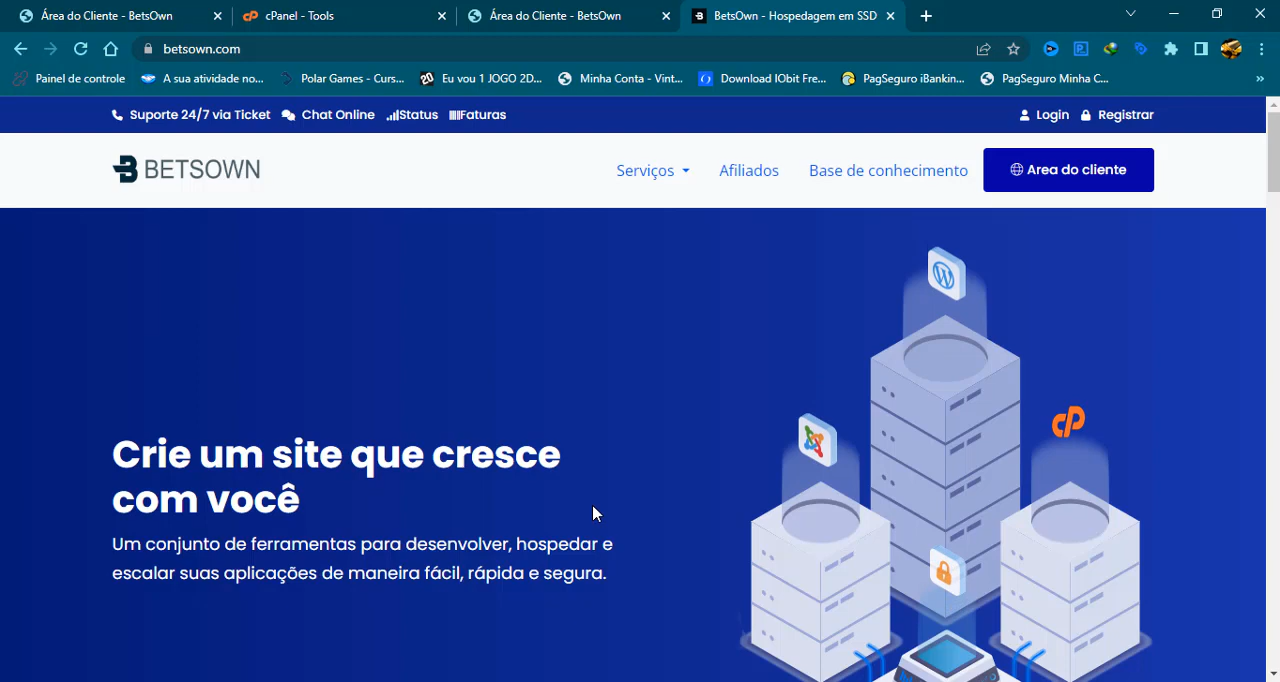 Área do Cliente - BetsOwn
cPanel - Tools
Área do Cliente - BetsOwn
BetsOwn - Hospedagem em SSD
betsown.com
Painel de controle
A sua atividade no...
Polar Games - Curs...
Eu vou 1 JOGO 2D...
Minha Conta - Vint...
Download IObit Fre...
PagSeguro iBankin...
PagSeguro Minha C...
»
Suporte 24/7 via Ticket
Chat Online
Status
Faturas
Login
Registrar
BETSOWN
Serviços
Afiliados
Base de conhecimento
Area do cliente
Crie um site que cresce
com você
Um conjunto de ferramentas para desenvolver, hospedar e
escalar suas aplicações de maneira fácil, rápida e segura.
cP